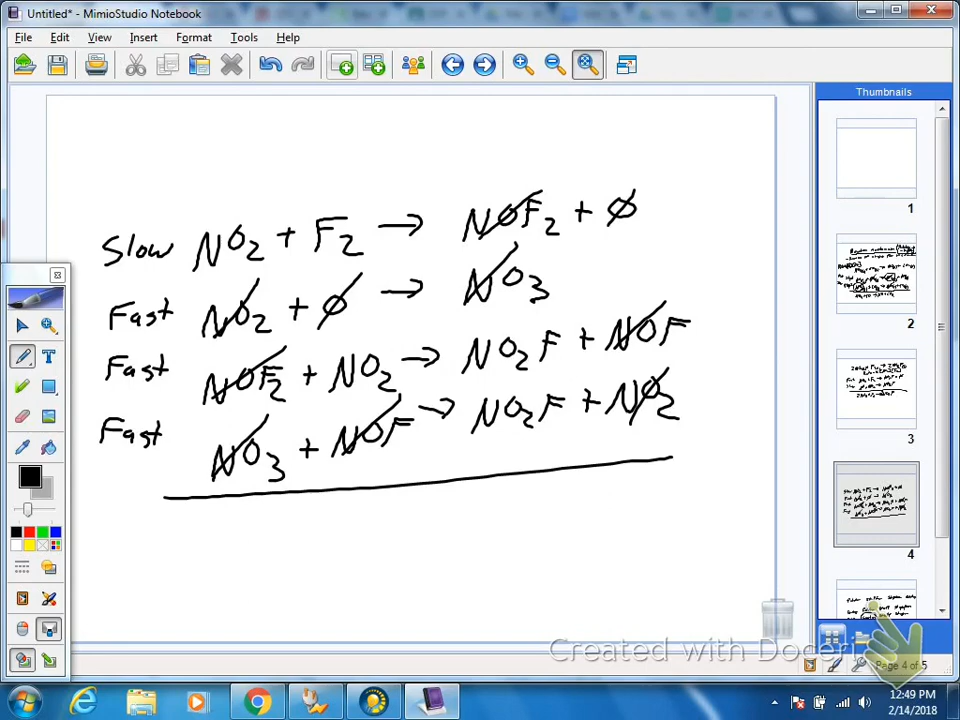 Untitled* - MimioStudio Notebook
File Edit View Insert Format Tools Help
Thumbnails
Slow NO2 + F2 → NOF2 + O
Fast NO2 + O → NO3
Fast NOF2 + NO2 → NO2F + NOF
Fast NO3 + NOF → NO2F + NO2
1
2
3
4
Created with Doceri
Page 4 of 5
12:49 PM
2/14/2018